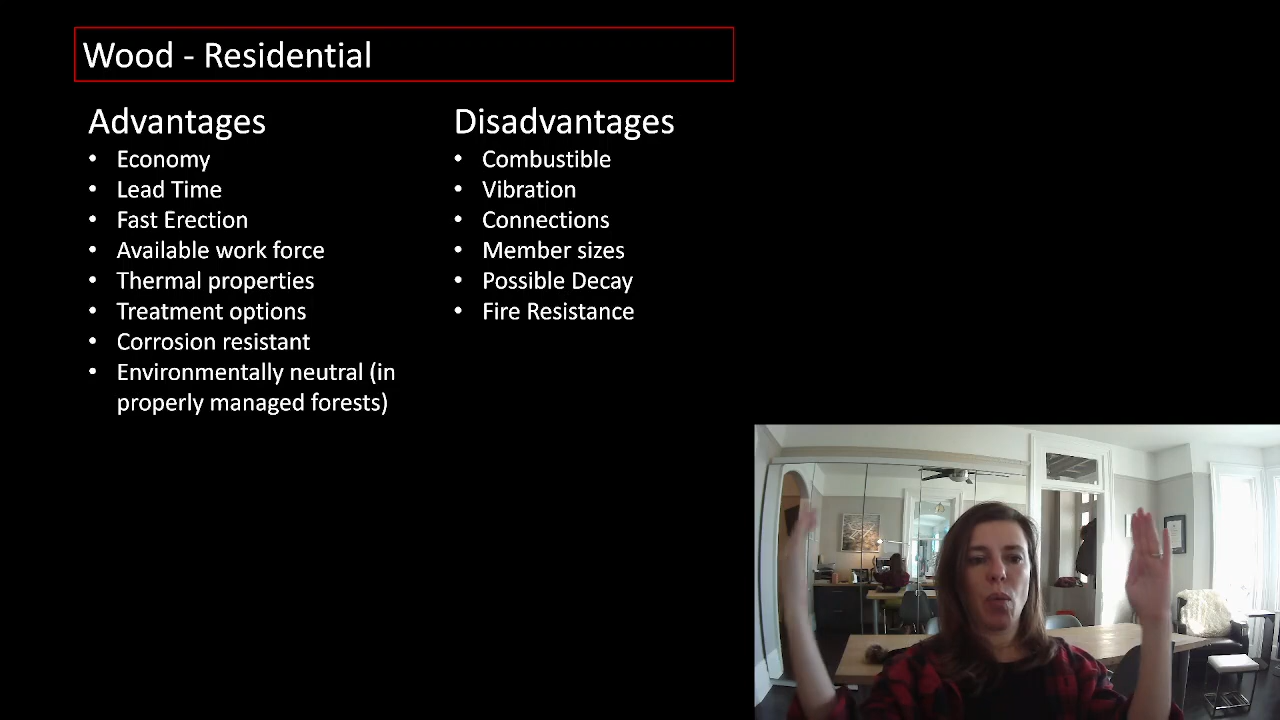 Wood - Residential
Advantages
• Economy
• Lead Time
• Fast Erection
• Available work force
• Thermal properties
• Treatment options
• Corrosion resistant
• Environmentally neutral (in
properly managed forests)
Disadvantages
• Combustible
• Vibration
• Connections
• Member sizes
• Possible Decay
• Fire Resistance